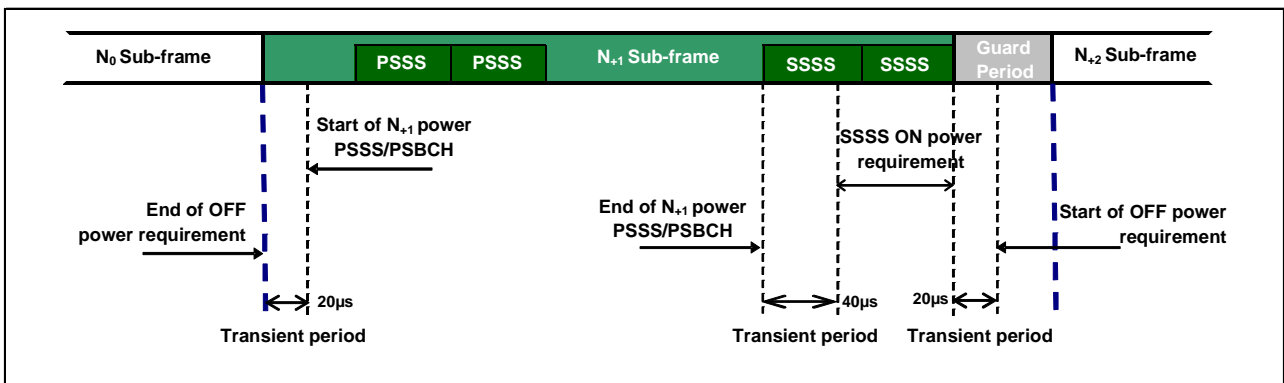 N₀ Sub-frame
PSSS
PSSS
N₊₁ Sub-frame
SSSS
SSSS
Guard
Period
N₊₂ Sub-frame
Start of N₊₁ power
PSSS/PSBCH
SSSS ON power
requirement
End of OFF
power requirement
End of N₊₁ power
PSSS/PSBCH
Start of OFF power
requirement
20µs
40µs
20µs
Transient period
Transient period
Transient period